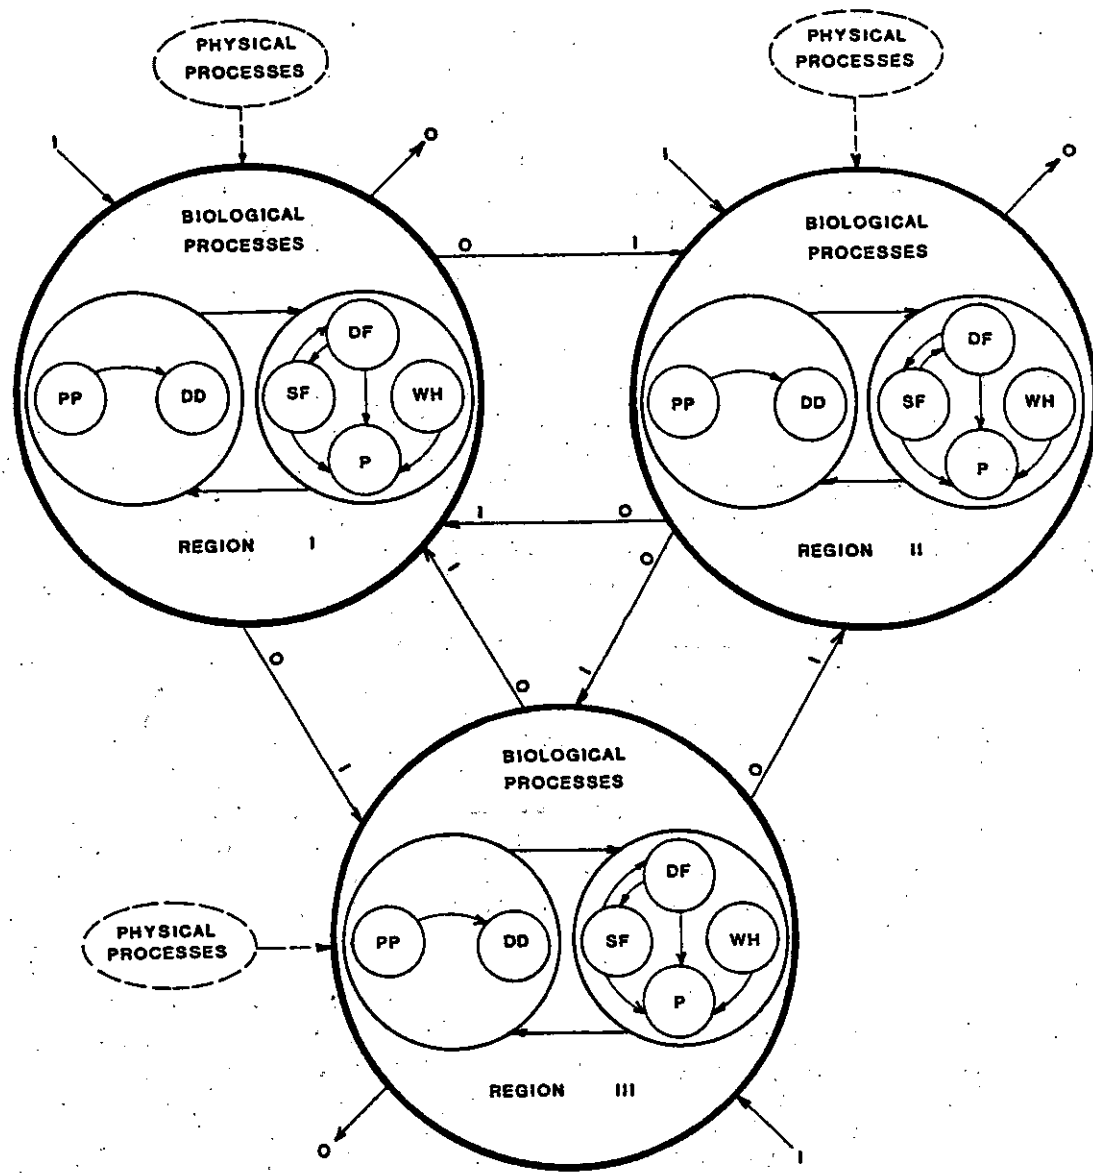 PHYSICAL
PROCESSES
PHYSICAL
PROCESSES
I
O
I
O
BIOLOGICAL
PROCESSES
O
I
BIOLOGICAL
PROCESSES
DF
PP
DD
SF
WH
P
DF
PP
DD
SF
WH
P
REGION I
I
O
REGION II
I
O
O
I
O
I
I
O
BIOLOGICAL
PROCESSES
PHYSICAL
PROCESSES
DF
PP
DD
SF
WH
P
REGION III
O
I